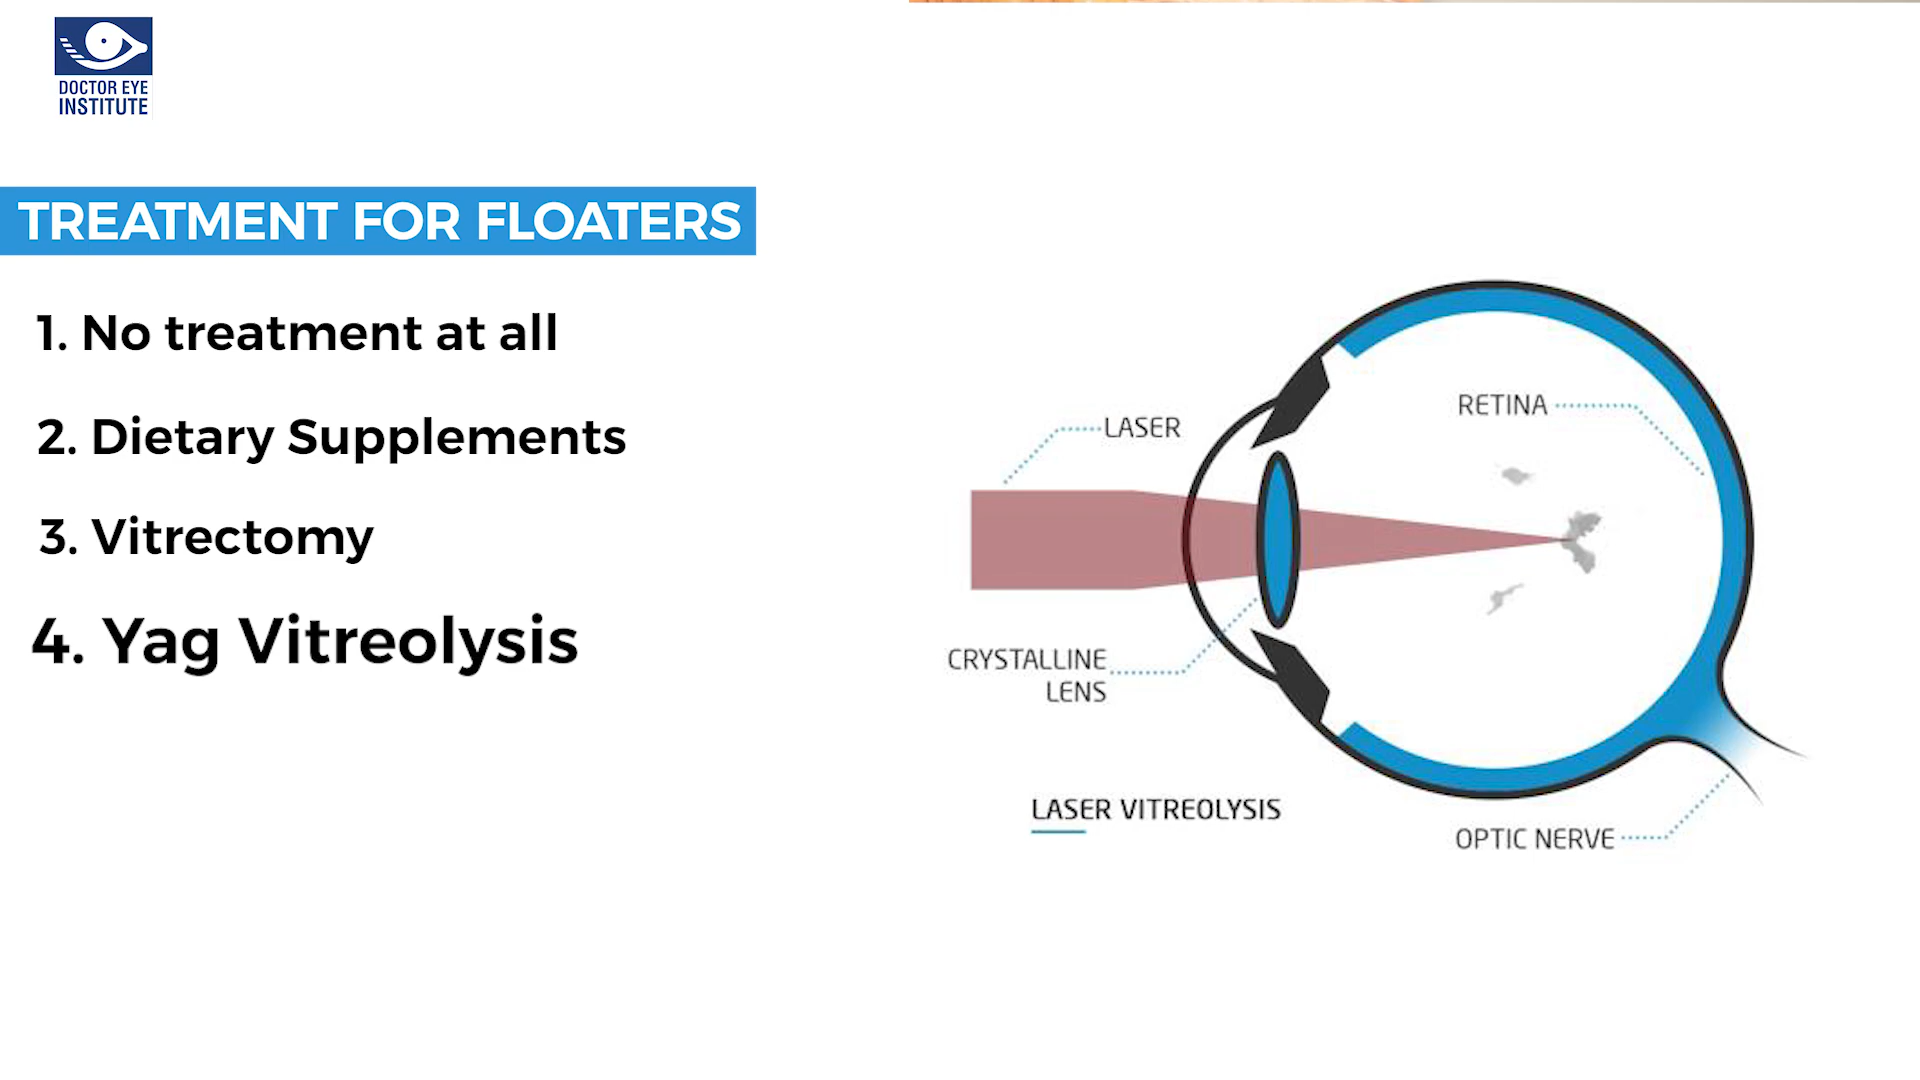 DOCTOR EYE
INSTITUTE
TREATMENT FOR FLOATERS
1. No treatment at all
2. Dietary Supplements
3. Vitrectomy
4. Yag Vitreolysis
RETINA
LASER
CRYSTALLINE
LENS
LASER VITREOLYSIS
OPTIC NERVE